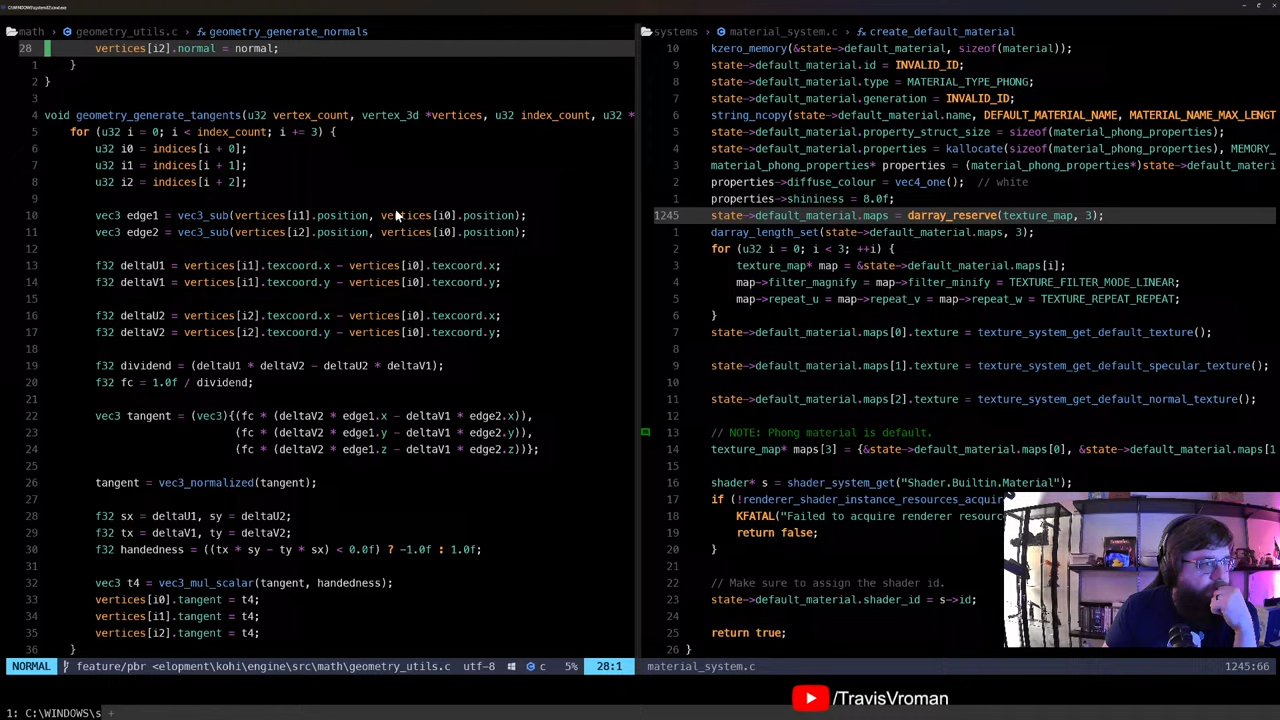 C:\WINDOWS\system32\cmd.exe
math geometry_utils.c geometry_generate_normals
28 vertices[i2].normal = normal;
1 }
2 }
3
4 void geometry_generate_tangents(u32 vertex_count, vertex_3d *vertices, u32 index_count, u32 *
5 for (u32 i = 0; i < index_count; i += 3) {
6 u32 i0 = indices[i + 0];
7 u32 i1 = indices[i + 1];
8 u32 i2 = indices[i + 2];
9
10 vec3 edge1 = vec3_sub(vertices[i1].position, vertices[i0].position);
11 vec3 edge2 = vec3_sub(vertices[i2].position, vertices[i0].position);
12
13 f32 deltaU1 = vertices[i1].texcoord.x - vertices[i0].texcoord.x;
14 f32 deltaV1 = vertices[i1].texcoord.y - vertices[i0].texcoord.y;
15
16 f32 deltaU2 = vertices[i2].texcoord.x - vertices[i0].texcoord.x;
17 f32 deltaV2 = vertices[i2].texcoord.y - vertices[i0].texcoord.y;
18
19 f32 dividend = (deltaU1 * deltaV2 - deltaU2 * deltaV1);
20 f32 fc = 1.0f / dividend;
21
22 vec3 tangent = (vec3){(fc * (deltaV2 * edge1.x - deltaV1 * edge2.x)),
23 (fc * (deltaV2 * edge1.y - deltaV1 * edge2.y)),
24 (fc * (deltaV2 * edge1.z - deltaV1 * edge2.z))};
25
26 tangent = vec3_normalized(tangent);
27
28 f32 sx = deltaU1, sy = deltaU2;
29 f32 tx = deltaV1, ty = deltaV2;
30 f32 handedness = ((tx * sy - ty * sx) < 0.0f) ? -1.0f : 1.0f;
31
32 vec3 t4 = vec3_mul_scalar(tangent, handedness);
33 vertices[i0].tangent = t4;
34 vertices[i1].tangent = t4;
35 vertices[i2].tangent = t4;
36 }
NORMAL feature/pbr <elopment\kohi\engine\src\math\geometry_utils.c utf-8 c 5% 28:1
systems material_system.c create_default_material
10 kzero_memory(&state->default_material, sizeof(material));
9 state->default_material.id = INVALID_ID;
8 state->default_material.type = MATERIAL_TYPE_PHONG;
7 state->default_material.generation = INVALID_ID;
6 string_ncopy(state->default_material.name, DEFAULT_MATERIAL_NAME, MATERIAL_NAME_MAX_LENGT
5 state->default_material.property_struct_size = sizeof(material_phong_properties);
4 state->default_material.properties = kallocate(sizeof(material_phong_properties), MEMORY_
3 material_phong_properties* properties = (material_phong_properties*)state->default_materi
2 properties->diffuse_colour = vec4_one(); // white
1 properties->shininess = 8.0f;
1245 state->default_material.maps = darray_reserve(texture_map, 3);
1 darray_length_set(state->default_material.maps, 3);
2 for (u32 i = 0; i < 3; ++i) {
3 texture_map* map = &state->default_material.maps[i];
4 map->filter_magnify = map->filter_minify = TEXTURE_FILTER_MODE_LINEAR;
5 map->repeat_u = map->repeat_v = map->repeat_w = TEXTURE_REPEAT_REPEAT;
6 }
7 state->default_material.maps[0].texture = texture_system_get_default_texture();
8
9 state->default_material.maps[1].texture = texture_system_get_default_specular_texture();
10
11 state->default_material.maps[2].texture = texture_system_get_default_normal_texture();
12
13 // NOTE: Phong material is default.
14 texture_map* maps[3] = {&state->default_material.maps[0], &state->default_material.maps[1
15
16 shader* s = shader_system_get("Shader.Builtin.Material");
17 if (!renderer_shader_instance_resources_acqui
18 KFATAL("Failed to acquire renderer resourc
19 return false;
20 }
21
22 // Make sure to assign the shader id.
23 state->default_material.shader_id = s->id;
24
25 return true;
26 }
material_system.c 1245:66
/TravisVroman
1: C:\WINDOWS\s +